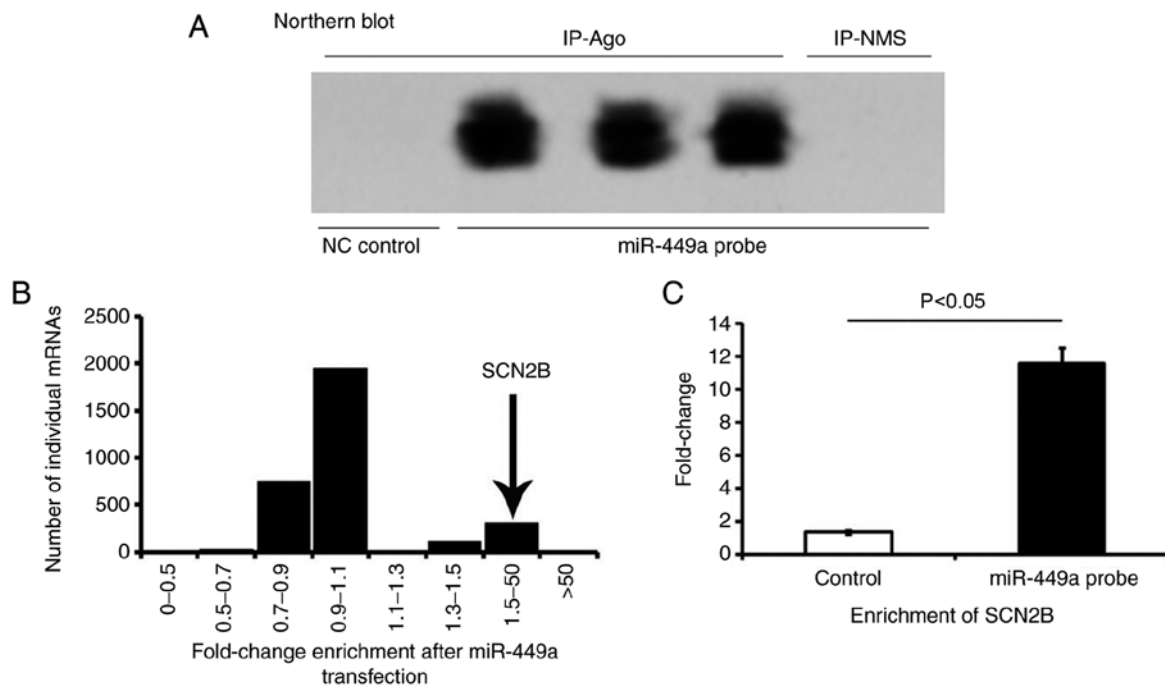 A
Northern blot
IP-Ago
IP-NMS
NC control
miR-449a probe
B
Number of individual mRNAs
2500
2000
1500
1000
500
0
SCN2B
0–0.5
0.5–0.7
0.7–0.9
0.9–1.1
1.1–1.3
1.3–1.5
1.5–50
>50
Fold-change enrichment after miR-449a
transfection
C
P<0.05
Fold-change
14
12
10
8
6
4
2
0
Control
miR-449a probe
Enrichment of SCN2B